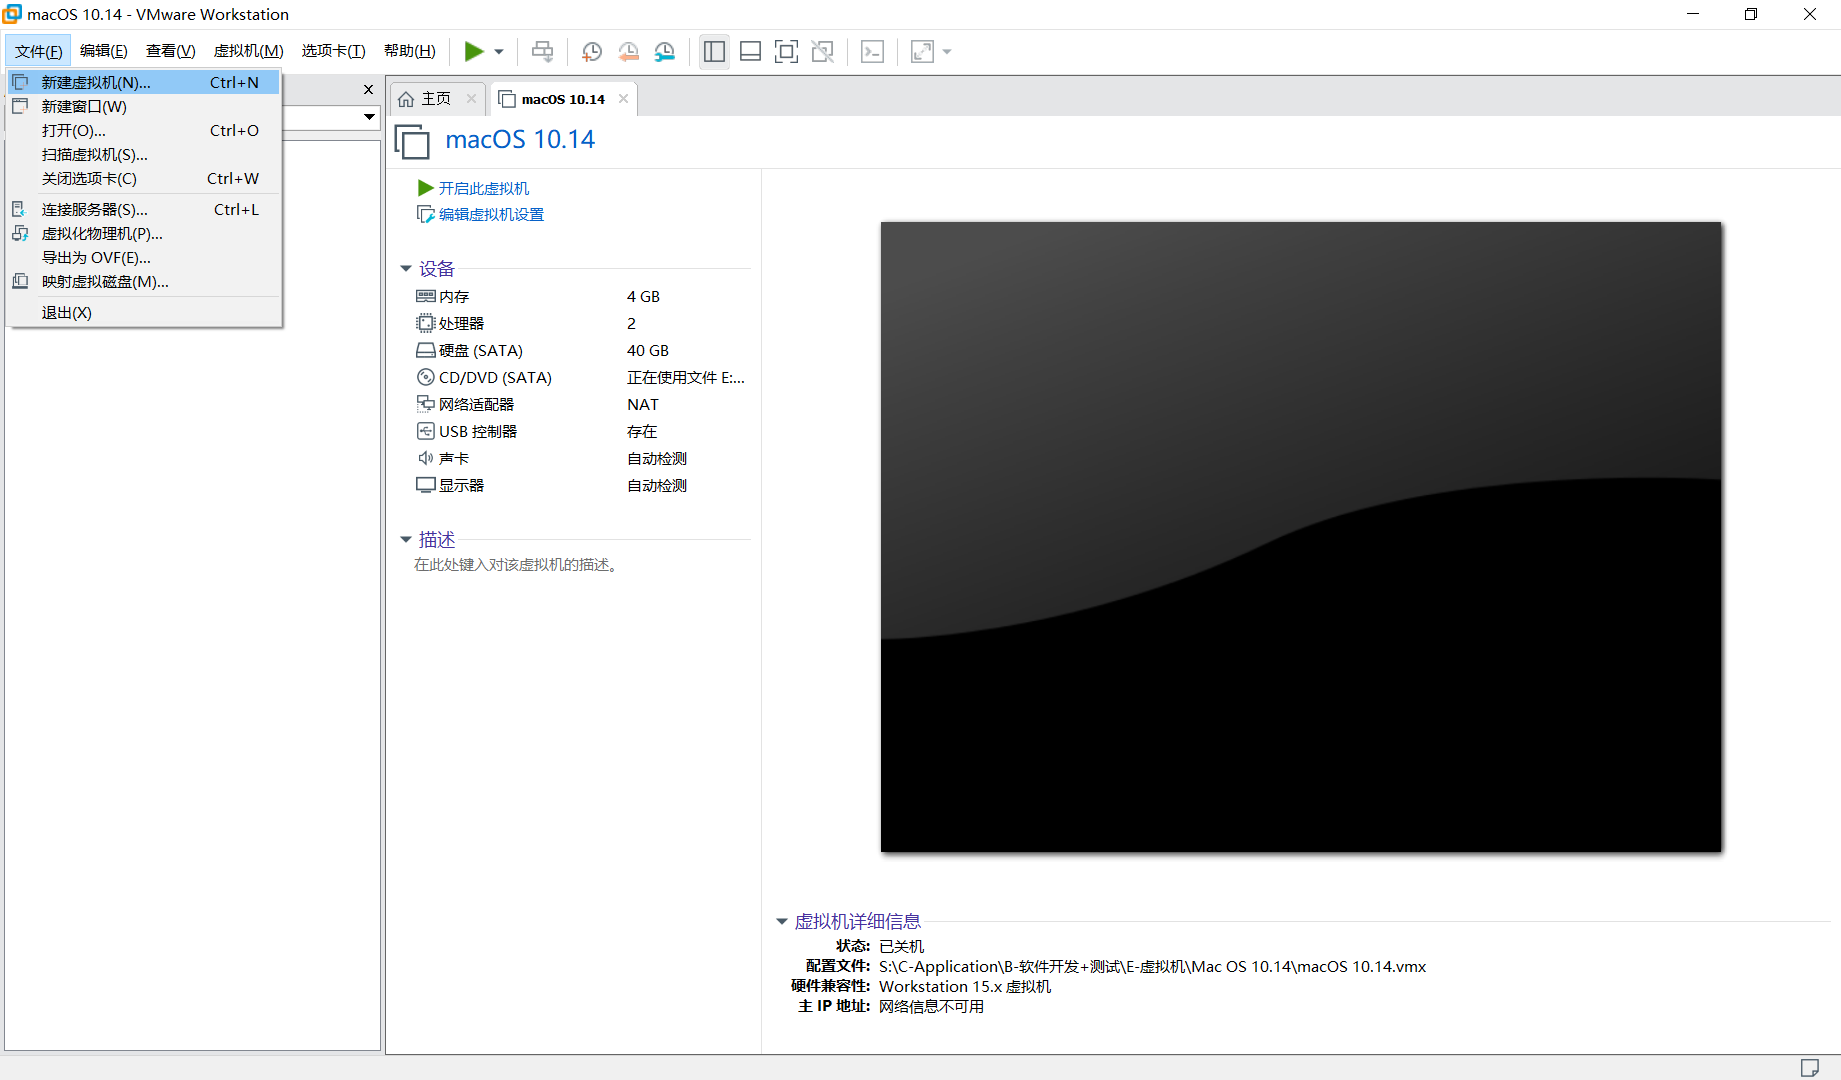 macOS 10.14 - VMware Workstation
文件(F) 编辑(E) 查看(V) 虚拟机(M) 选项卡(T) 帮助(H)
新建虚拟机(N)... Ctrl+N
新建窗口(W)
打开(O)... Ctrl+O
扫描虚拟机(S)...
关闭选项卡(C) Ctrl+W
连接服务器(S)... Ctrl+L
虚拟化物理机(P)...
导出为 OVF(E)...
映射虚拟磁盘(M)...
退出(X)
主页 macOS 10.14
macOS 10.14
开启此虚拟机
编辑虚拟机设置
设备
内存 4 GB
处理器 2
硬盘 (SATA) 40 GB
CD/DVD (SATA) 正在使用文件 E:...
网络适配器 NAT
USB 控制器 存在
声卡 自动检测
显示器 自动检测
描述
在此处键入对该虚拟机的描述。
虚拟机详细信息
状态: 已关机
配置文件: S:\C-Application\B-软件开发+测试\E-虚拟机\Mac OS 10.14\macOS 10.14.vmx
硬件兼容性: Workstation 15.x 虚拟机
主 IP 地址: 网络信息不可用